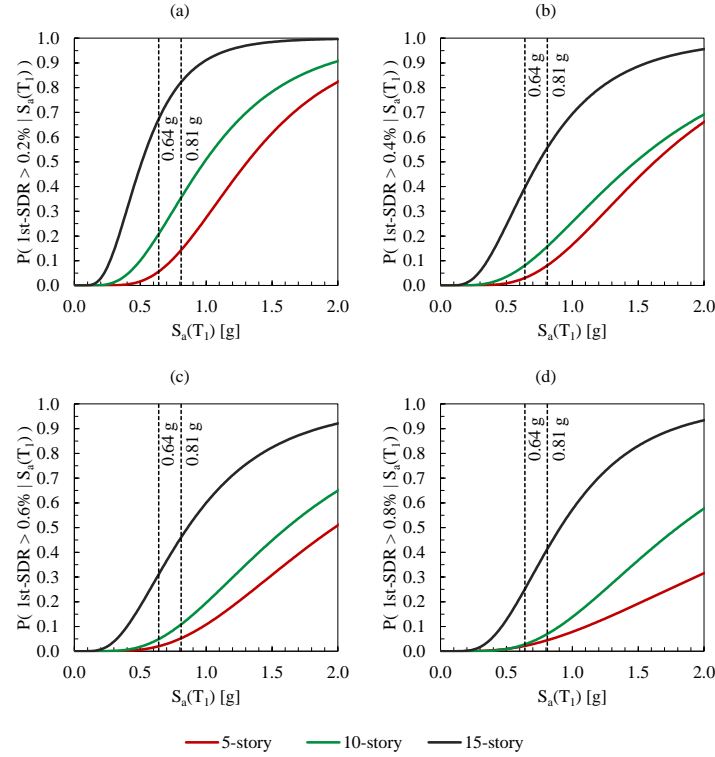 (a)
P( 1st-SDR > 0.2% | Sₐ(T₁) )
1.0
0.9
0.8
0.7
0.6
0.5
0.4
0.3
0.2
0.1
0.0
0.64 g
0.81 g
0.0 0.5 1.0 1.5 2.0
Sₐ(T₁) [g]
(b)
P( 1st-SDR > 0.4% | Sₐ(T₁) )
1.0
0.9
0.8
0.7
0.6
0.5
0.4
0.3
0.2
0.1
0.0
0.64 g
0.81 g
0.0 0.5 1.0 1.5 2.0
Sₐ(T₁) [g]
(c)
P( 1st-SDR > 0.6% | Sₐ(T₁) )
1.0
0.9
0.8
0.7
0.6
0.5
0.4
0.3
0.2
0.1
0.0
0.64 g
0.81 g
0.0 0.5 1.0 1.5 2.0
Sₐ(T₁) [g]
(d)
P( 1st-SDR > 0.8% | Sₐ(T₁) )
1.0
0.9
0.8
0.7
0.6
0.5
0.4
0.3
0.2
0.1
0.0
0.64 g
0.81 g
0.0 0.5 1.0 1.5 2.0
Sₐ(T₁) [g]
5-story 10-story 15-story